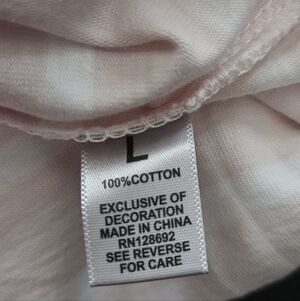 L
100%COTTON
EXCLUSIVE OF
DECORATION
MADE IN CHINA
RN128692
SEE REVERSE
FOR CARE